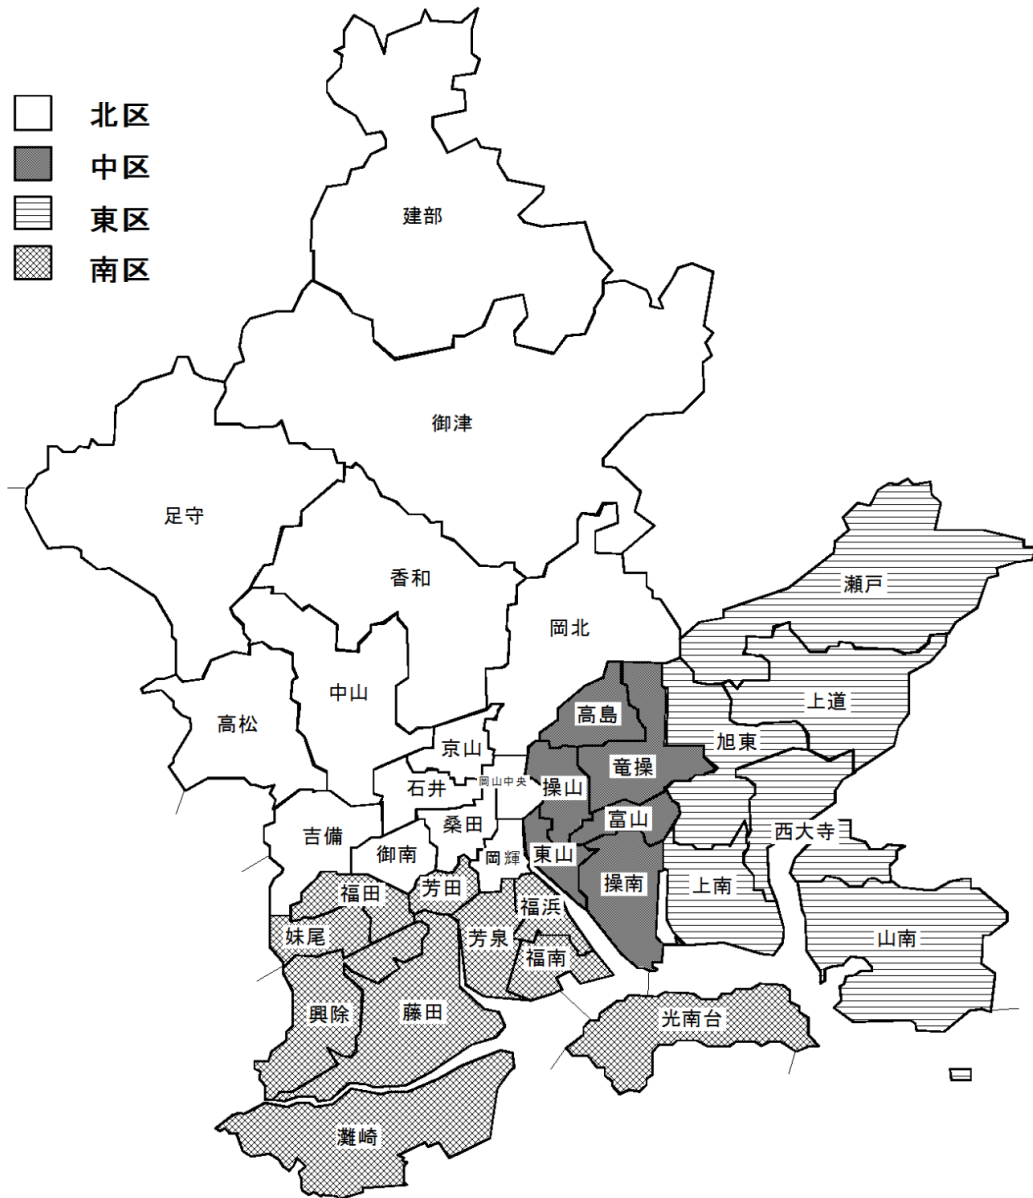 北区
中区
東区
南区
建部
御津
足守
香和
瀬戸
岡北
中山
上道
高島
高松
旭東
京山
竜操
岡山中央
石井
操山
富山
桑田
西大寺
吉備
御南
岡輝
東山
操南
上南
芳田
福田
福浜
妹尾
芳泉
山南
福南
興除
藤田
光南台
灘崎